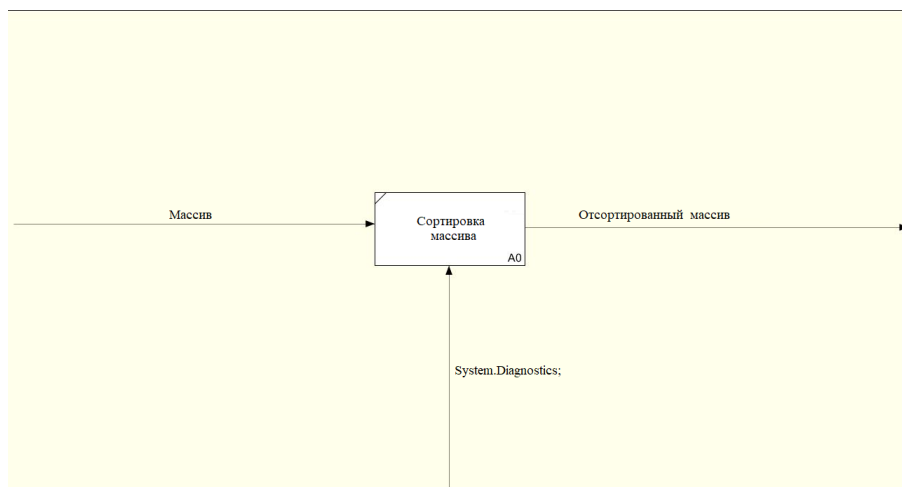 Массив
Сортировка
массива
A0
Отсортированный массив
System.Diagnostics;